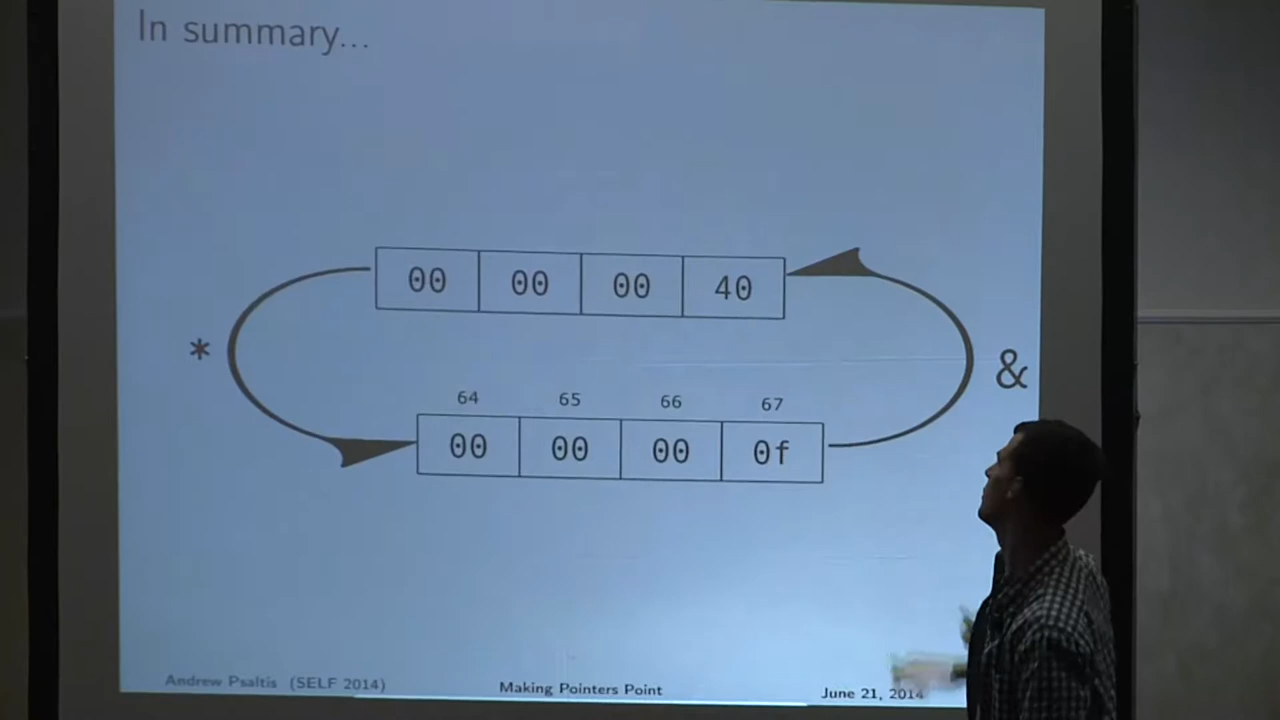 In summary...
00 00 00 40
* &
64 65 66 67
00 00 00 0f
Andrew Psaltis (SELF 2014) Making Pointers Point June 21, 2014